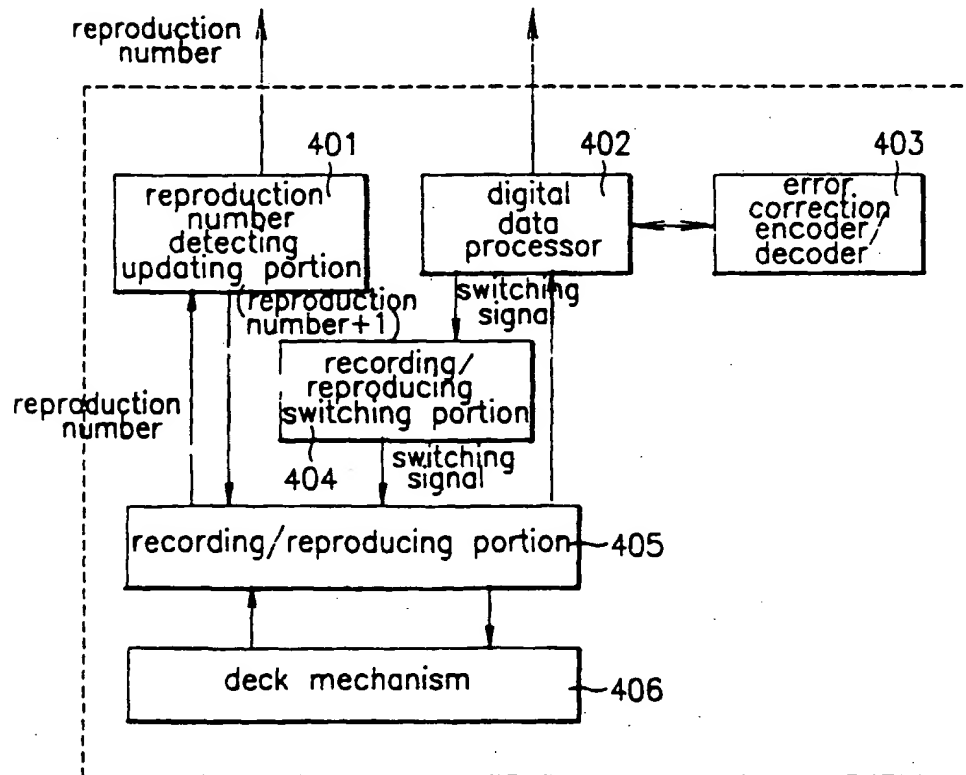 reproduction
number
401
402
403
reproduction
number
detecting
updating portion
digital
data
processor
error
correction
encoder/
decoder
(reproduction
number+1)
switching
signal
recording/
reproducing
switching portion
reproduction
number
404
switching
signal
recording/reproducing portion
405
deck mechanism
406